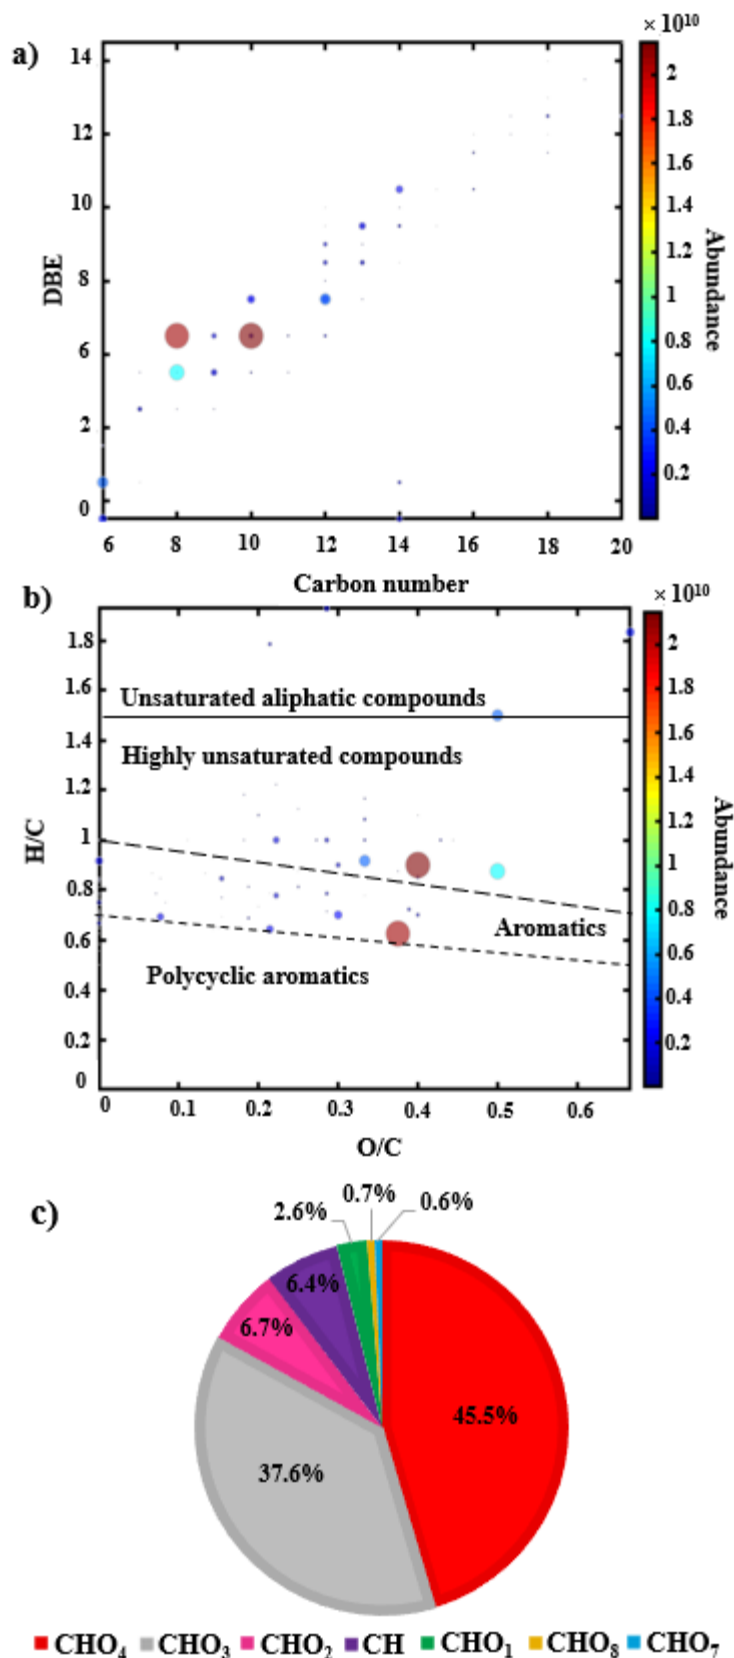 a)
× 10¹⁰
14
12
10
8
6
2
0
DBE
6 8 10 12 14 16 18 20
Carbon number
2
1.8
1.6
1.4
1.2
1
0.8
0.6
0.4
0.2
Abundance
b)
× 10¹⁰
1.8
1.6
1.4
1.2
1
0.8
0.6
0.4
0.2
0
H/C
Unsaturated aliphatic compounds
Highly unsaturated compounds
Aromatics
Polycyclic aromatics
0 0.1 0.2 0.3 0.4 0.5 0.6
O/C
2
1.8
1.6
1.4
1.2
1
0.8
0.6
0.4
0.2
Abundance
c)
2.6% 0.7% 0.6%
6.4%
6.7%
45.5%
37.6%
CHO₄ CHO₃ CHO₂ CH CHO₁ CHO₈ CHO₇